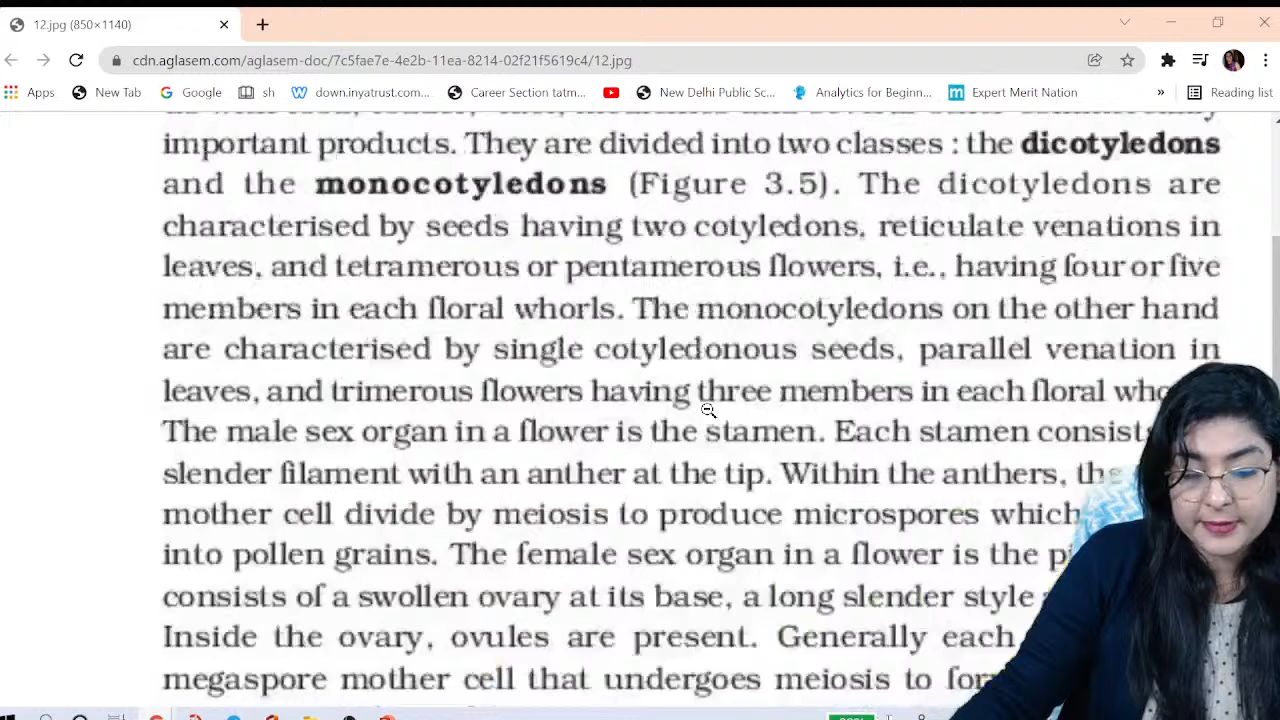 12.jpg (850×1140)
cdn.aglasem.com/aglasem-doc/7c5fae7e-4e2b-11ea-8214-02f21f5619c4/12.jpg
Apps New Tab Google sh down.inyatrust.com... Career Section tatm... New Delhi Public Sc... Analytics for Beginn... Expert Merit Nation » Reading list
important products. They are divided into two classes : the dicotyledons
and the monocotyledons (Figure 3.5). The dicotyledons are
characterised by seeds having two cotyledons, reticulate venations in
leaves, and tetramerous or pentamerous flowers, i.e., having four or five
members in each floral whorls. The monocotyledons on the other hand
are characterised by single cotyledonous seeds, parallel venation in
leaves, and trimerous flowers having three members in each floral
The male sex organ in a flower is the stamen. Each stamen
slender filament with an anther at the tip. Within the anthers,
mother cell divide by meiosis to produce microspores which
into pollen grains. The female sex organ in a flower is the
consists of a swollen ovary at its base, a long slender style
Inside the ovary, ovules are present. Generally each
megaspore mother cell that undergoes meiosis to